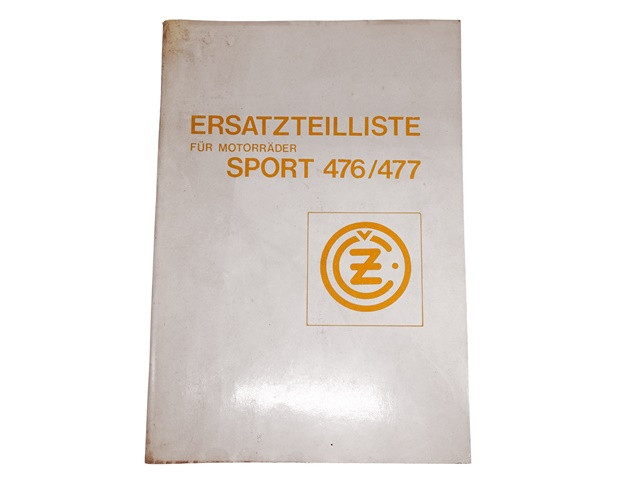 ERSATZTEILLISTE
FÜR MOTORRÄDER
SPORT 476/477
ČZ